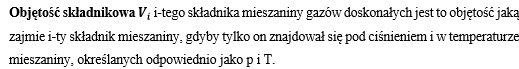 Objętość składnikowa Vᵢ i-tego składnika mieszaniny gazów doskonałych jest to objętość jaką
zajmie i-ty składnik mieszaniny, gdyby tylko on znajdował się pod ciśnieniem i w temperaturze
mieszaniny, określanych odpowiednio jako p i T.